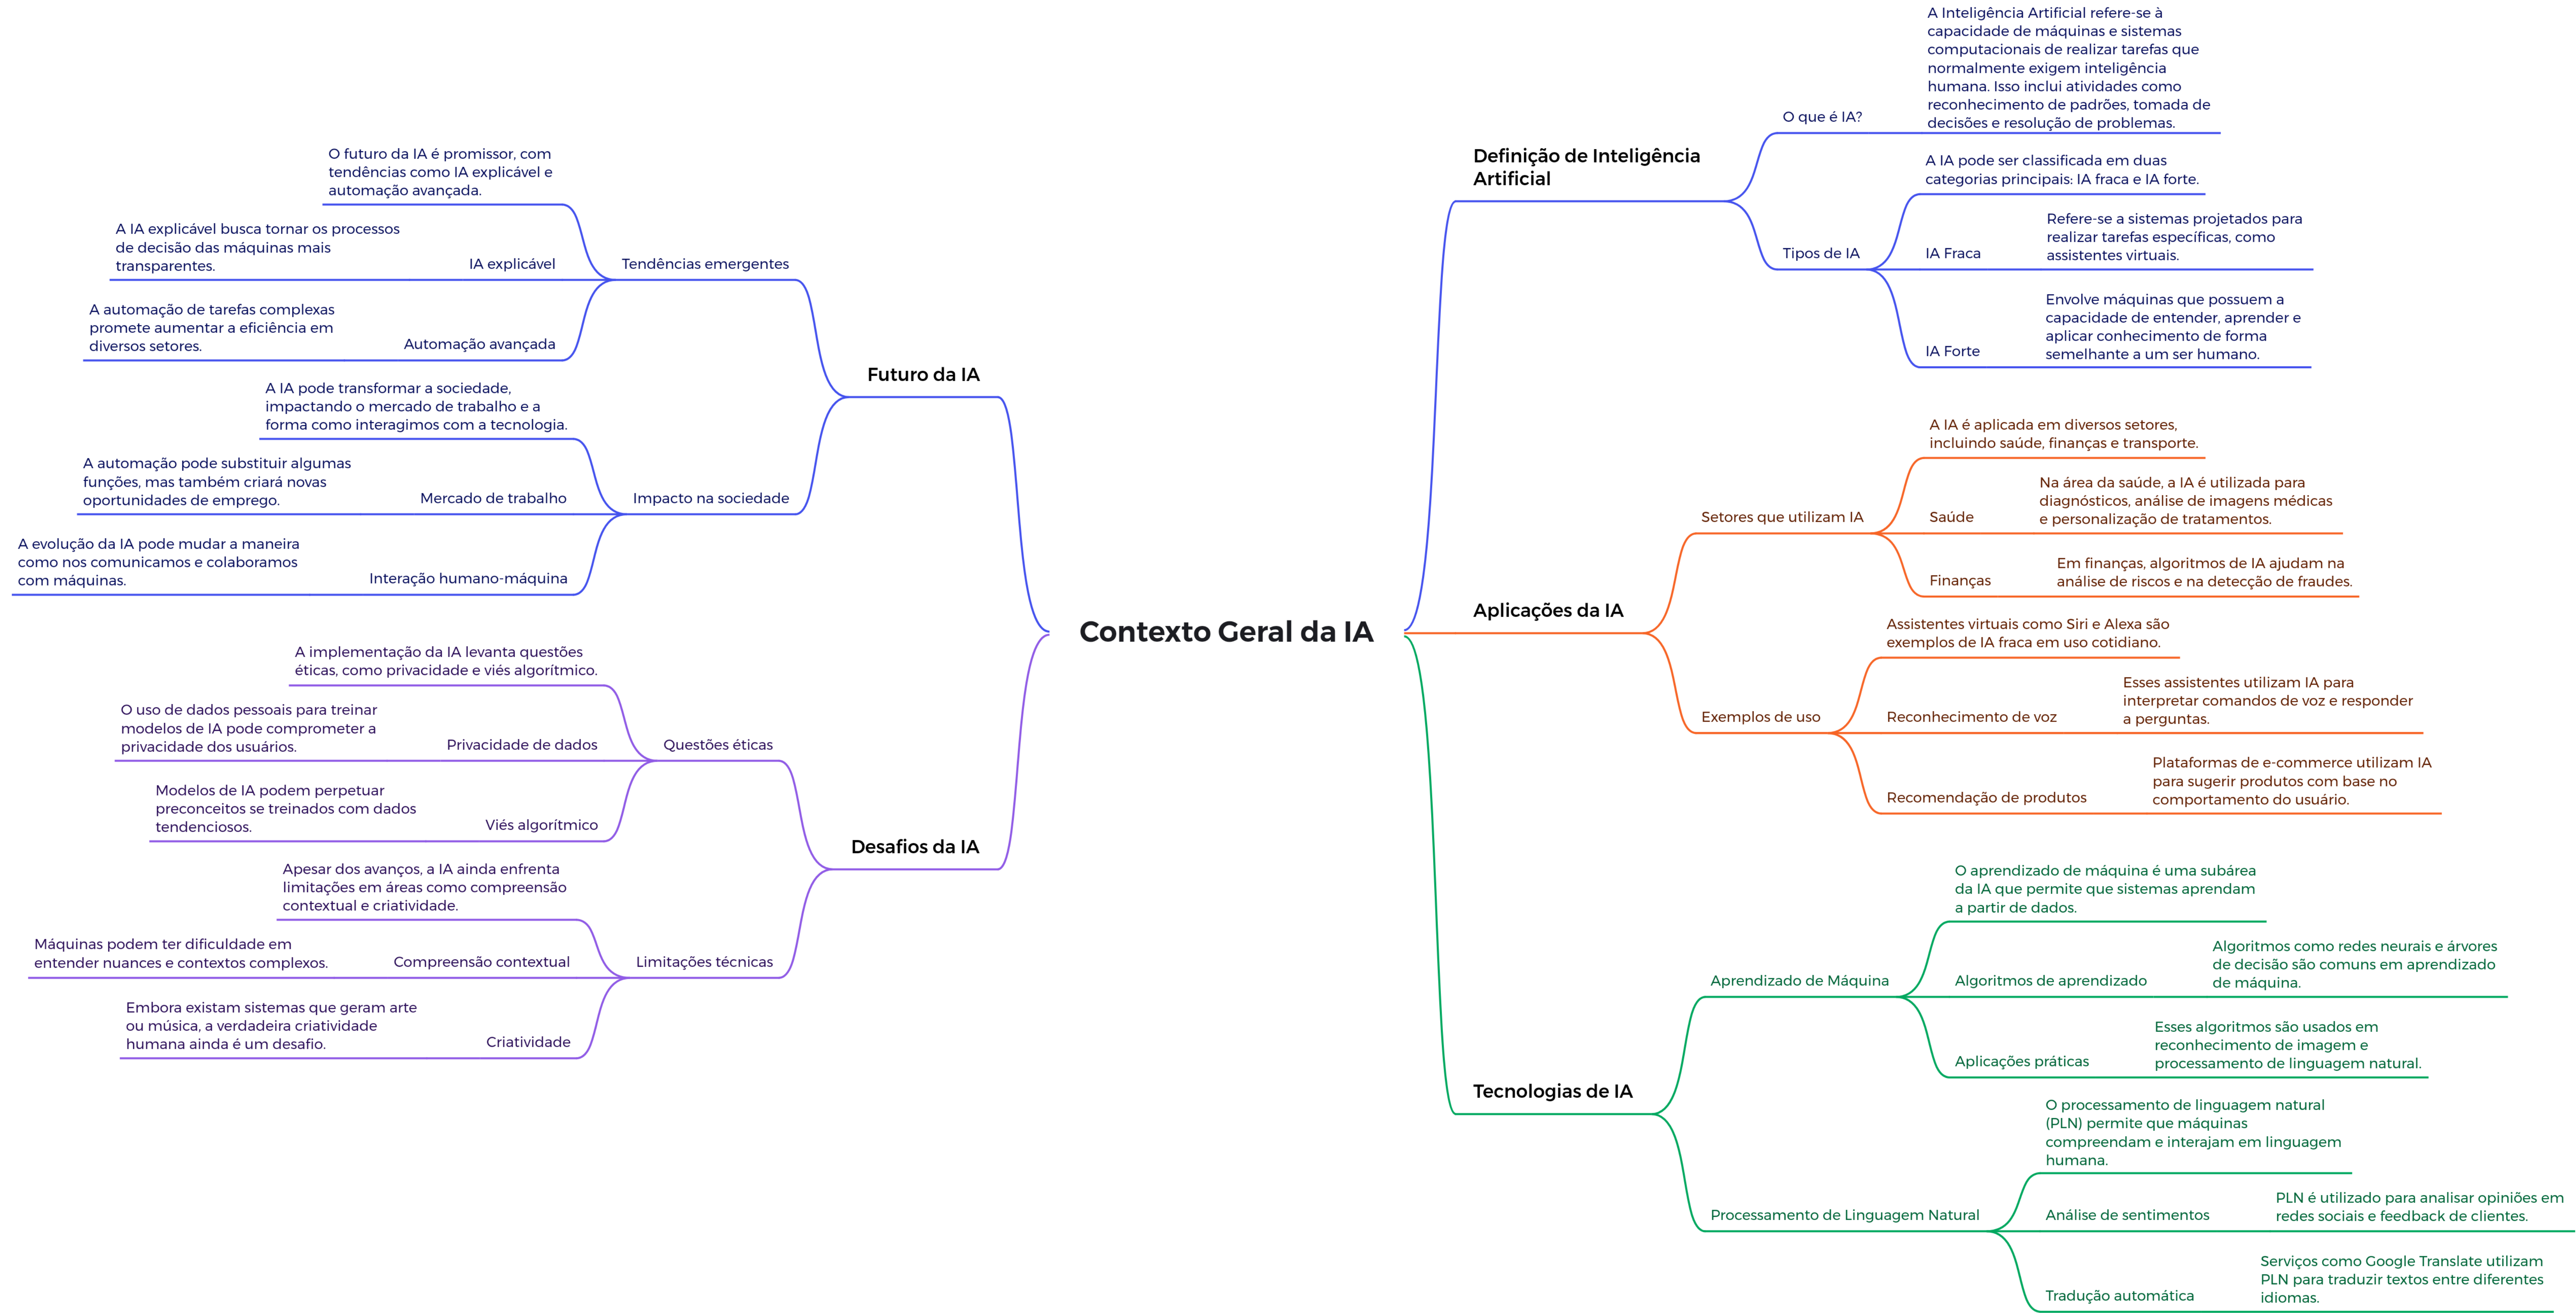 Contexto Geral da IA
Definição de Inteligência
Artificial
O que é IA?
A Inteligência Artificial refere-se à
capacidade de máquinas e sistemas
computacionais de realizar tarefas que
normalmente exigem inteligência
humana. Isso inclui atividades como
reconhecimento de padrões, tomada de
decisões e resolução de problemas.
Tipos de IA
A IA pode ser classificada em duas
categorias principais: IA fraca e IA forte.
IA Fraca
Refere-se a sistemas projetados para
realizar tarefas específicas, como
assistentes virtuais.
IA Forte
Envolve máquinas que possuem a
capacidade de entender, aprender e
aplicar conhecimento de forma
semelhante a um ser humano.
Aplicações da IA
Setores que utilizam IA
A IA é aplicada em diversos setores,
incluindo saúde, finanças e transporte.
Saúde
Na área da saúde, a IA é utilizada para
diagnósticos, análise de imagens médicas
e personalização de tratamentos.
Finanças
Em finanças, algoritmos de IA ajudam na
análise de riscos e na detecção de fraudes.
Exemplos de uso
Assistentes virtuais como Siri e Alexa são
exemplos de IA fraca em uso cotidiano.
Reconhecimento de voz
Esses assistentes utilizam IA para
interpretar comandos de voz e responder
a perguntas.
Recomendação de produtos
Plataformas de e-commerce utilizam IA
para sugerir produtos com base no
comportamento do usuário.
Tecnologias de IA
Aprendizado de Máquina
O aprendizado de máquina é uma subárea
da IA que permite que sistemas aprendam
a partir de dados.
Algoritmos de aprendizado
Algoritmos como redes neurais e árvores
de decisão são comuns em aprendizado
de máquina.
Aplicações práticas
Esses algoritmos são usados em
reconhecimento de imagem e
processamento de linguagem natural.
Processamento de Linguagem Natural
O processamento de linguagem natural
(PLN) permite que máquinas
compreendam e interajam em linguagem
humana.
Análise de sentimentos
PLN é utilizado para analisar opiniões em
redes sociais e feedback de clientes.
Tradução automática
Serviços como Google Translate utilizam
PLN para traduzir textos entre diferentes
idiomas.
Futuro da IA
Tendências emergentes
O futuro da IA é promissor, com
tendências como IA explicável e
automação avançada.
IA explicável
A IA explicável busca tornar os processos
de decisão das máquinas mais
transparentes.
Automação avançada
A automação de tarefas complexas
promete aumentar a eficiência em
diversos setores.
Impacto na sociedade
A IA pode transformar a sociedade,
impactando o mercado de trabalho e a
forma como interagimos com a tecnologia.
Mercado de trabalho
A automação pode substituir algumas
funções, mas também criará novas
oportunidades de emprego.
Interação humano-máquina
A evolução da IA pode mudar a maneira
como nos comunicamos e colaboramos
com máquinas.
Desafios da IA
Questões éticas
A implementação da IA levanta questões
éticas, como privacidade e viés algorítmico.
Privacidade de dados
O uso de dados pessoais para treinar
modelos de IA pode comprometer a
privacidade dos usuários.
Viés algorítmico
Modelos de IA podem perpetuar
preconceitos se treinados com dados
tendenciosos.
Limitações técnicas
Apesar dos avanços, a IA ainda enfrenta
limitações em áreas como compreensão
contextual e criatividade.
Compreensão contextual
Máquinas podem ter dificuldade em
entender nuances e contextos complexos.
Criatividade
Embora existam sistemas que geram arte
ou música, a verdadeira criatividade
humana ainda é um desafio.